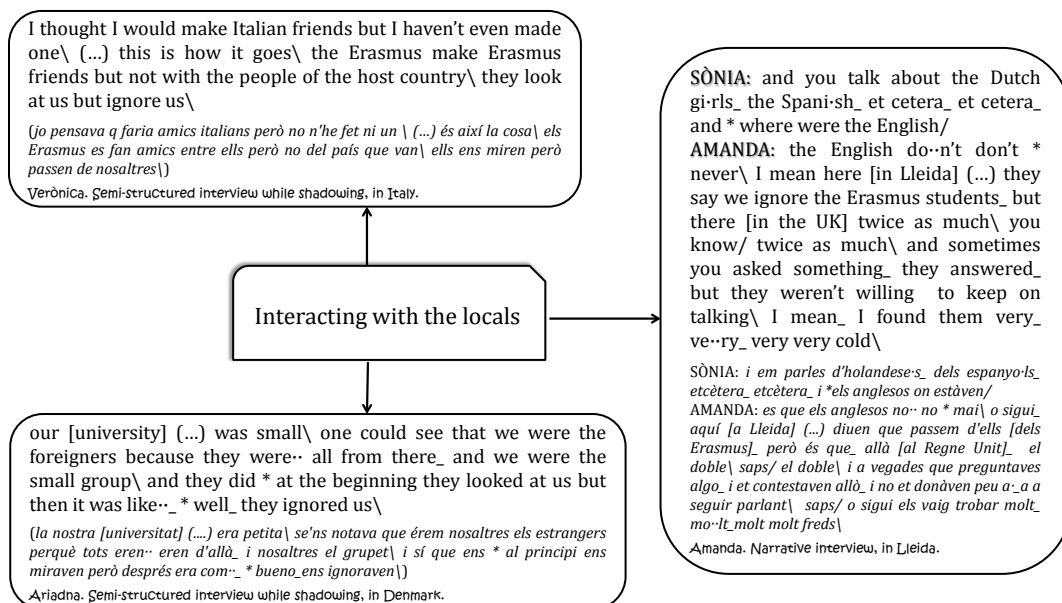 I thought I would make Italian friends but I haven't even made
one\ (…) this is how it goes\ the Erasmus make Erasmus
friends but not with the people of the host country\ they look
at us but ignore us\
(jo pensava q faria amics italians però no n'he fet ni un \ (…) és així la cosa\ els
Erasmus es fan amics entre ells però no del país que van\ ells ens miren però
passen de nosaltres\)
Verònica. Semi-structured interview while shadowing, in Italy.
Interacting with the locals
our [university] (…) was small\ one could see that we were the
foreigners because they were·· all from there_ and we were the
small group\ and they did * at the beginning they looked at us but
then it was like··_ * well_ they ignored us\
(la nostra [universitat] (....) era petita\ se'ns notava que érem nosaltres els estrangers
perquè tots eren·· eren d'allà_ i nosaltres el grupet\ i sí que ens * al principi ens
miraven però després era com··_ * bueno_ens ignoraven\)
Ariadna. Semi-structured interview while shadowing, in Denmark.
SÒNIA: and you talk about the Dutch
gi·rls_ the Spani·sh_ et cetera_ et cetera_
and * where were the English/
AMANDA: the English do··n't don't *
never\ I mean here [in Lleida] (…) they
say we ignore the Erasmus students_ but
there [in the UK] twice as much\ you
know/ twice as much\ and sometimes
you asked something_ they answered_
but they weren't willing to keep on
talking\ I mean_ I found them very_
ve··ry_ very very cold\
SÒNIA: i em parles d'holandese·s_ dels espanyo·ls_
etcètera_ etcètera_ i *els anglesos on estàven/
AMANDA: es que els anglesos no·· no * mai\ o sigui_
aquí [a Lleida] (…) diuen que passem d'ells [dels
Erasmus]_ però és que_ allà [al Regne Unit]_ el
doble\ saps/ el doble\ i a vegades que preguntaves
algo_ i et contestaven allò_ i no et donàven peu a·_a a
seguir parlant\ saps/ o sigui els vaig trobar molt_
mo··lt_molt molt freds\
Amanda. Narrative interview, in Lleida.